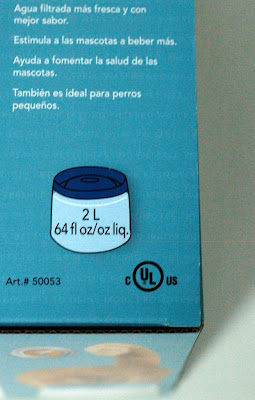 Agua filtrada más fresca y con
mejor sabor.
Estimula a las mascotas a beber más.
Ayuda a fomentar la salud de las
mascotas.
También es ideal para perros
pequeños.
2 L
64 fl oz/oz liq.
Art.# 50053
C UL US